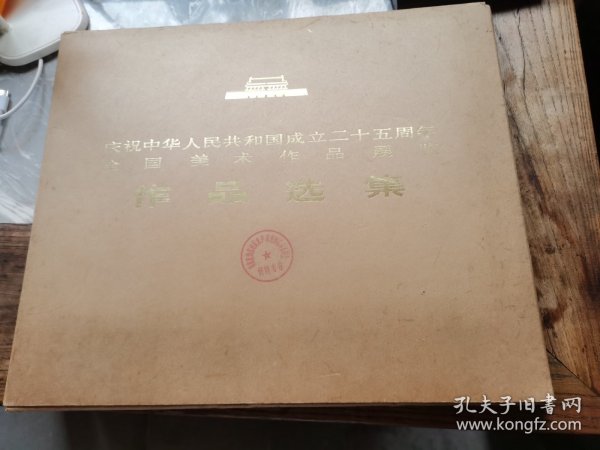 庆祝中华人民共和国成立二十五周年
全国美术作品展览
作品选集
孔夫子旧书网
www.kongfz.com